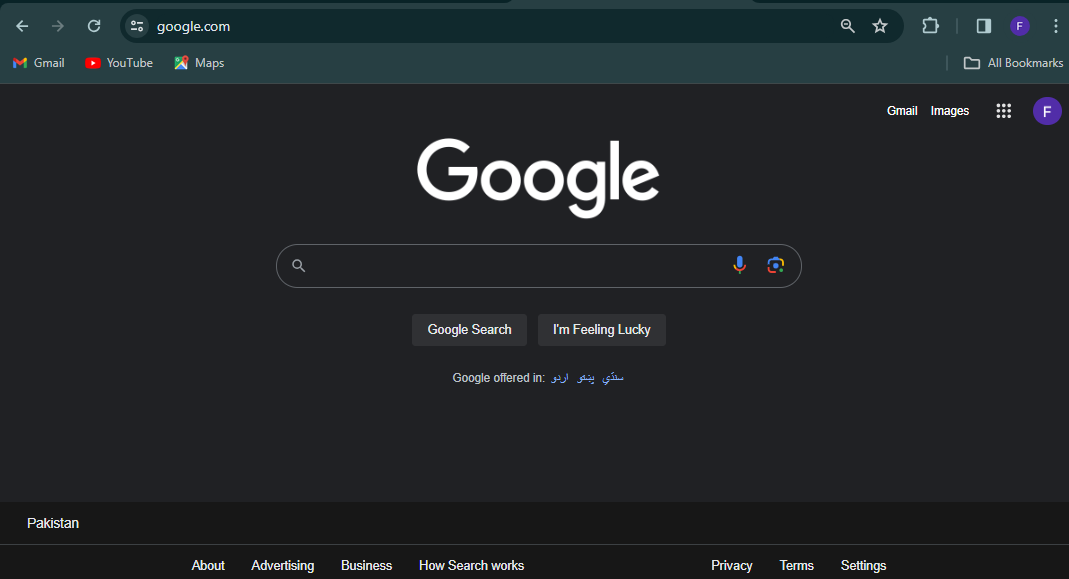 google.com
F
Gmail YouTube Maps All Bookmarks
Gmail Images F
Google
Google Search I'm Feeling Lucky
Google offered in: اردو پښتو سنڌي
Pakistan
About Advertising Business How Search works Privacy Terms Settings